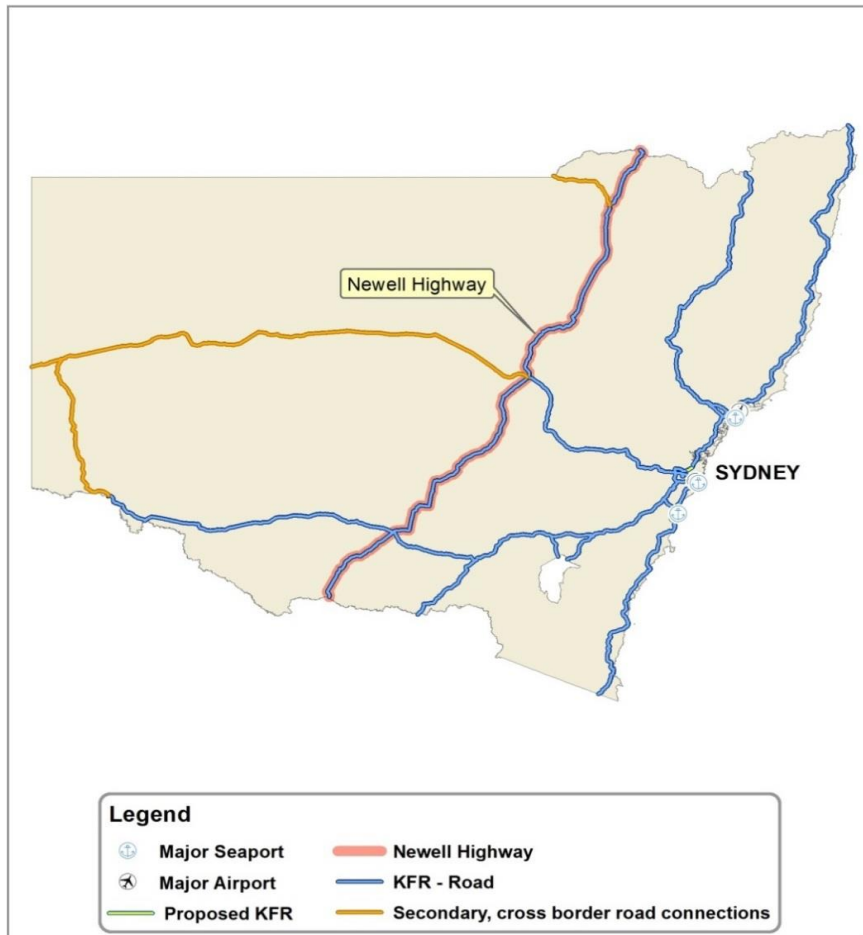 Newell Highway
SYDNEY
Legend
Major Seaport
Newell Highway
Major Airport
KFR - Road
Proposed KFR
Secondary, cross border road connections